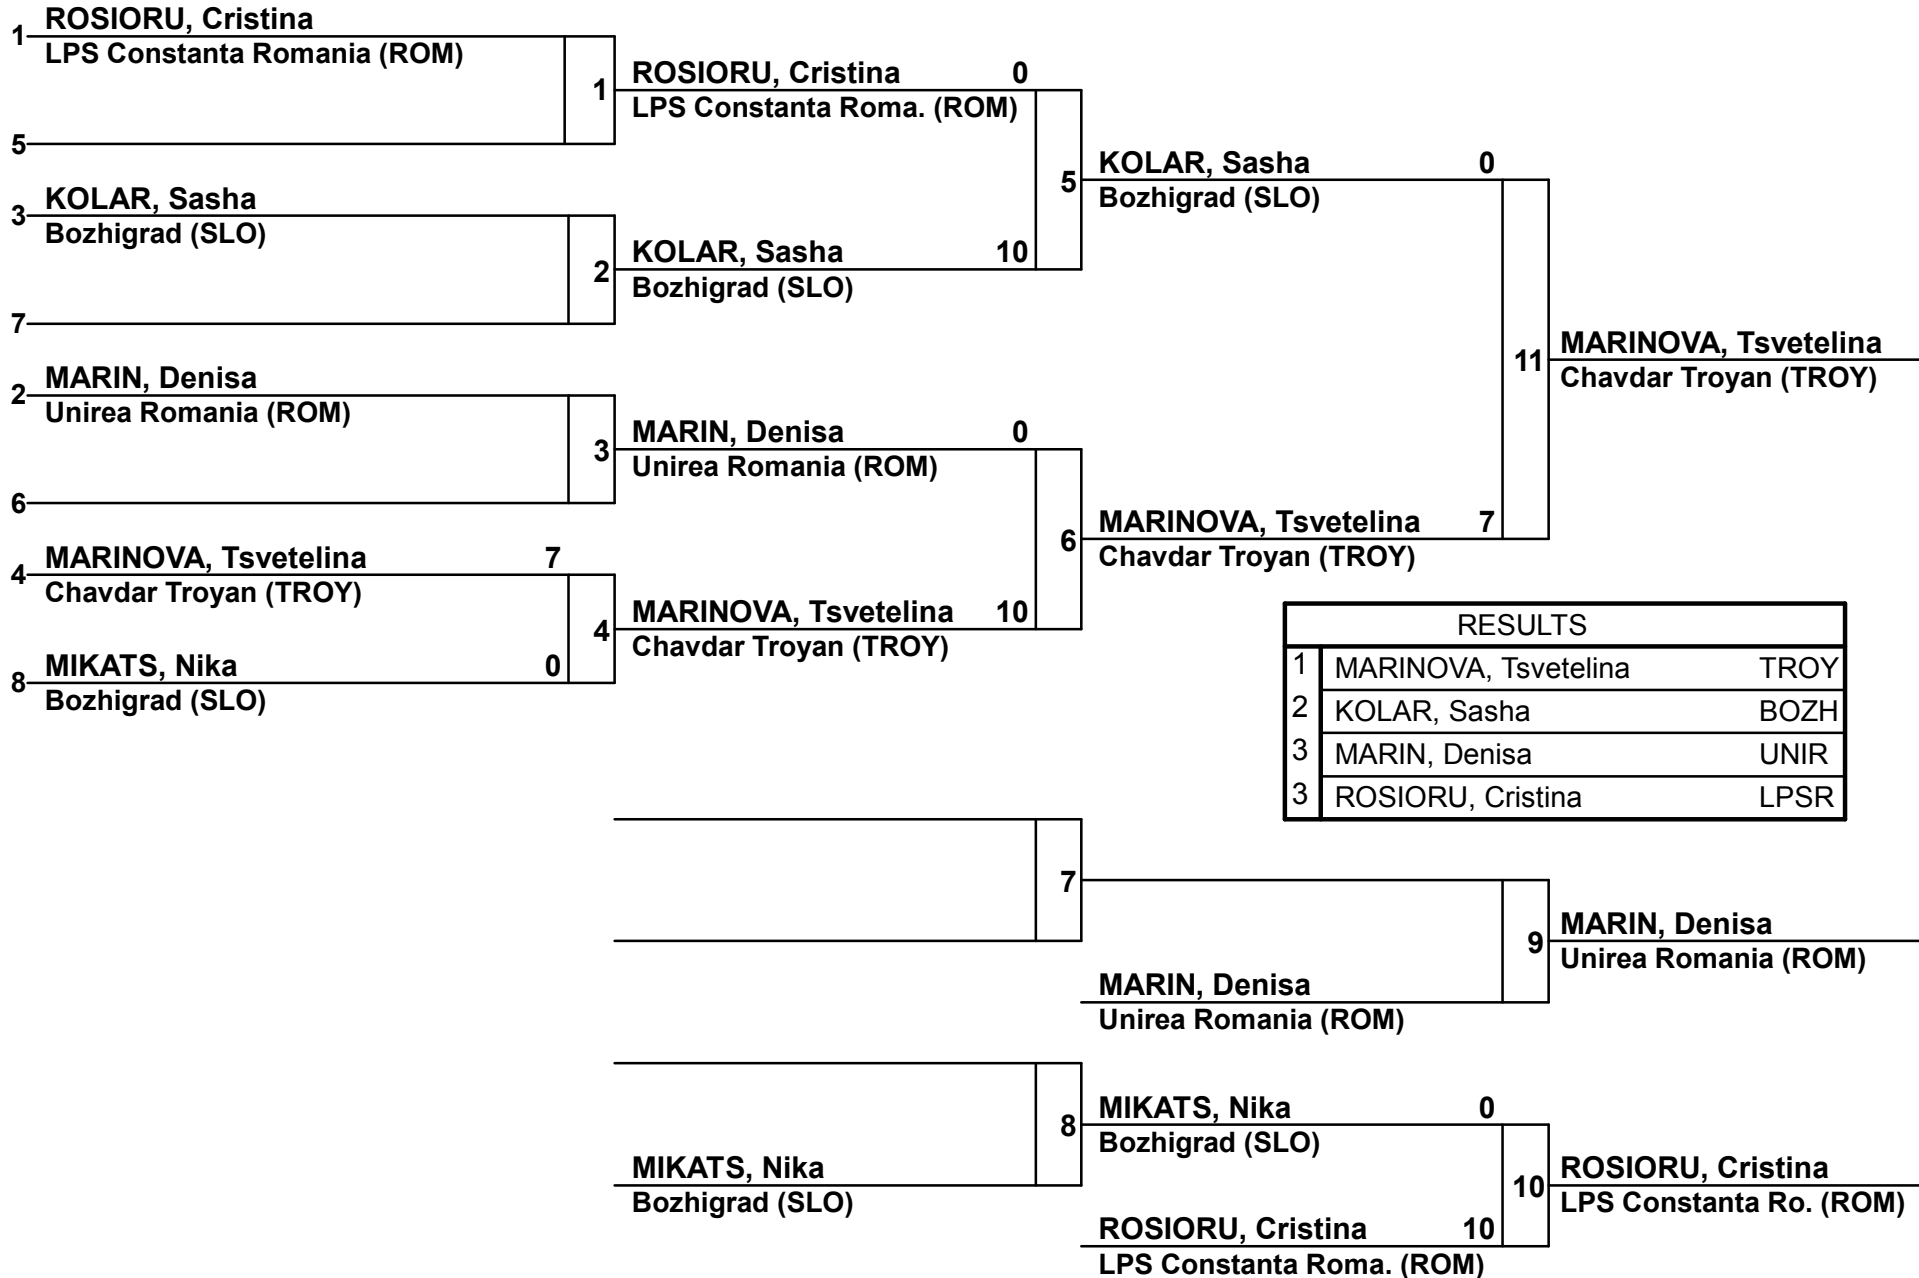 1 ROSIORU, Cristina
LPS Constanta Romania (ROM)
5
1
3 KOLAR, Sasha
Bozhigrad (SLO)
7
2
2 MARIN, Denisa
Unirea Romania (ROM)
6
3
4 MARINOVA, Tsvetelina 7
Chavdar Troyan (TROY)
8 MIKATS, Nika 0
Bozhigrad (SLO)
4
ROSIORU, Cristina 0
LPS Constanta Roma. (ROM)
KOLAR, Sasha 10
Bozhigrad (SLO)
5
MARIN, Denisa 0
Unirea Romania (ROM)
MARINOVA, Tsvetelina 10
Chavdar Troyan (TROY)
6
KOLAR, Sasha 0
Bozhigrad (SLO)
MARINOVA, Tsvetelina 7
Chavdar Troyan (TROY)
11
MARINOVA, Tsvetelina
Chavdar Troyan (TROY)
RESULTS
1 MARINOVA, Tsvetelina TROY
2 KOLAR, Sasha BOZH
3 MARIN, Denisa UNIR
3 ROSIORU, Cristina LPSR
7
MARIN, Denisa
Unirea Romania (ROM)
9
MARIN, Denisa
Unirea Romania (ROM)
MIKATS, Nika
Bozhigrad (SLO)
8
MIKATS, Nika 0
Bozhigrad (SLO)
ROSIORU, Cristina 10
LPS Constanta Roma. (ROM)
10
ROSIORU, Cristina
LPS Constanta Ro. (ROM)